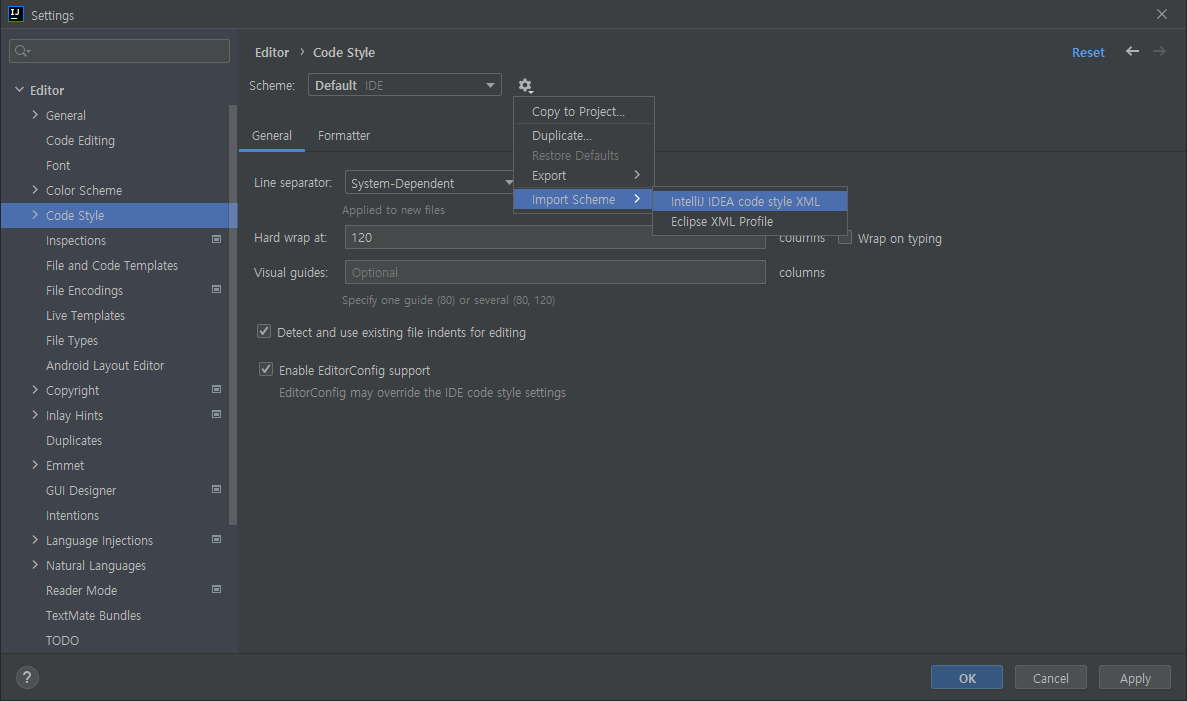 IJ Settings
Editor
General
Code Editing
Font
Color Scheme
Code Style
Inspections
File and Code Templates
File Encodings
Live Templates
File Types
Android Layout Editor
Copyright
Inlay Hints
Duplicates
Emmet
GUI Designer
Intentions
Language Injections
Natural Languages
Reader Mode
TextMate Bundles
TODO
Editor › Code Style
Reset
Scheme: Default IDE
Copy to Project...
Duplicate...
Restore Defaults
Export
Import Scheme
IntelliJ IDEA code style XML
Eclipse XML Profile
General Formatter
Line separator: System-Dependent
Applied to new files
Hard wrap at: 120 columns Wrap on typing
Visual guides: Optional columns
Specify one guide (80) or several (80, 120)
Detect and use existing file indents for editing
Enable EditorConfig support
EditorConfig may override the IDE code style settings
? OK Cancel Apply